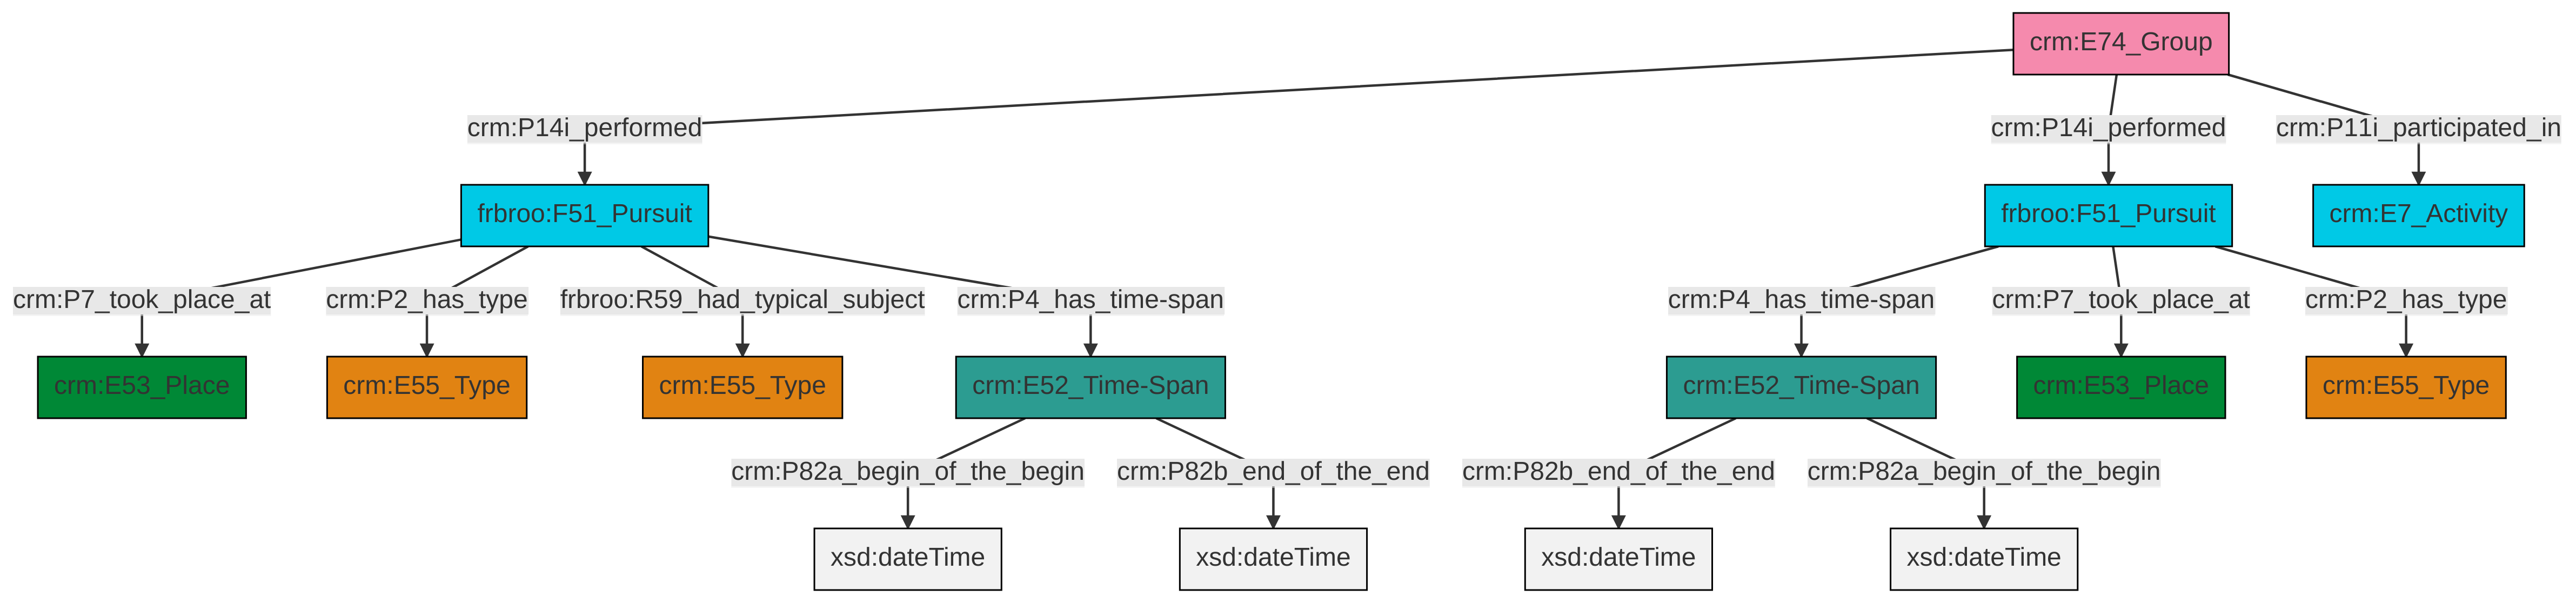 crm:E74_Group
crm:P14i_performed
crm:P14i_performed
crm:P11i_participated_in
frbroo:F51_Pursuit
frbroo:F51_Pursuit
crm:E7_Activity
crm:P7_took_place_at
crm:P2_has_type
frbroo:R59_had_typical_subject
crm:P4_has_time-span
crm:P4_has_time-span
crm:P7_took_place_at
crm:P2_has_type
crm:E53_Place
crm:E55_Type
crm:E55_Type
crm:E52_Time-Span
crm:E52_Time-Span
crm:E53_Place
crm:E55_Type
crm:P82a_begin_of_the_begin
crm:P82b_end_of_the_end
crm:P82b_end_of_the_end
crm:P82a_begin_of_the_begin
xsd:dateTime
xsd:dateTime
xsd:dateTime
xsd:dateTime